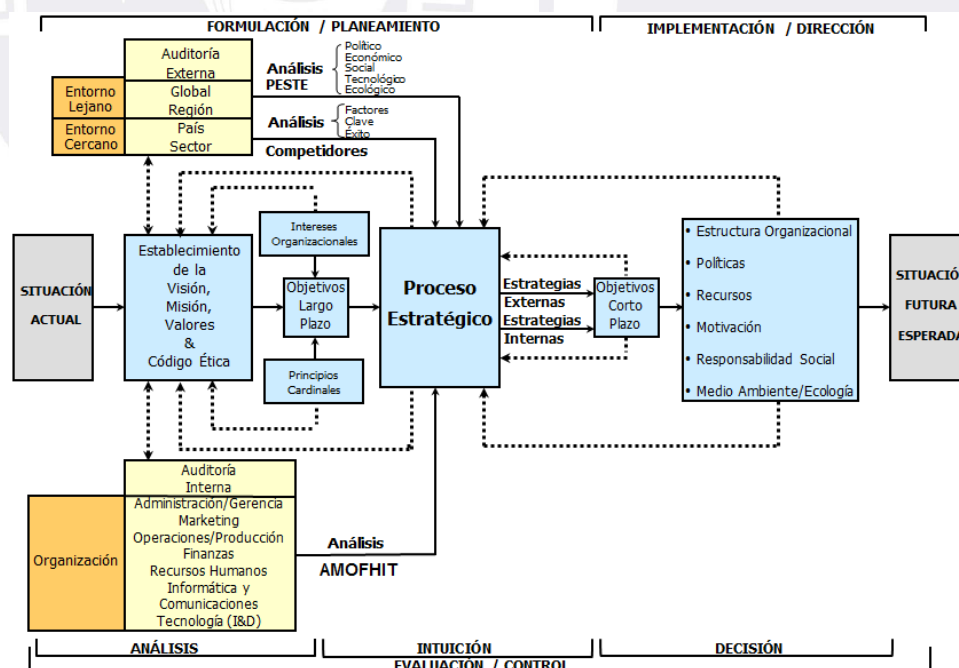 FORMULACIÓN / PLANEAMIENTO
IMPLEMENTACIÓN / DIRECCIÓN
Auditoría
Externa
Entorno
Lejano
Global
Región
Entorno
Cercano
País
Sector
Análisis
PESTE
Político
Económico
Social
Tecnológico
Ecológico
Análisis
Competidores
Factores
Clave
Éxito
SITUACIÓN
ACTUAL
Establecimiento
de la
Visión,
Misión,
Valores
&
Código Ética
Intereses
Organizacionales
Objetivos
Largo
Plazo
Principios
Cardinales
Proceso
Estratégico
Estrategias
Externas
Estrategias
Internas
Objetivos
Corto
Plazo
• Estructura Organizacional
• Políticas
• Recursos
• Motivación
• Responsabilidad Social
• Medio Ambiente/Ecología
SITUACIÓ
FUTURA
ESPERADA
Auditoría
Interna
Organización
Administración/Gerencia
Marketing
Operaciones/Producción
Finanzas
Recursos Humanos
Informática y
Comunicaciones
Tecnología (I&D)
Análisis
AMOFHIT
ANÁLISIS
INTUICIÓN
DECISIÓN
EVALUACIÓN / CONTROL